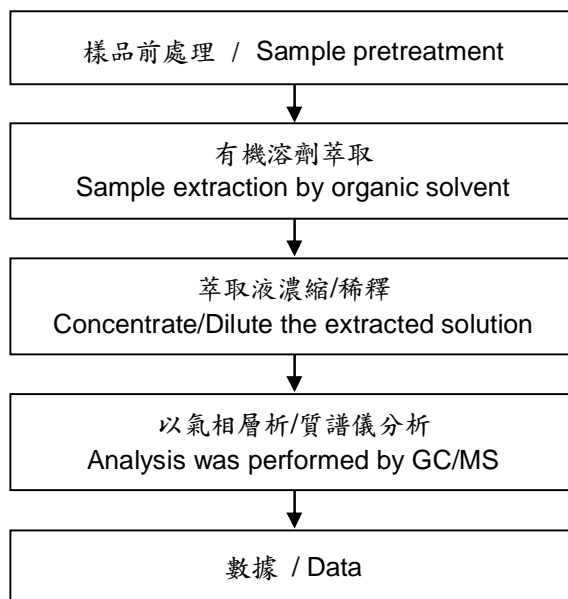 樣品前處理 / Sample pretreatment
有機溶劑萃取
Sample extraction by organic solvent
萃取液濃縮/稀釋
Concentrate/Dilute the extracted solution
以氣相層析/質譜儀分析
Analysis was performed by GC/MS
數據 / Data